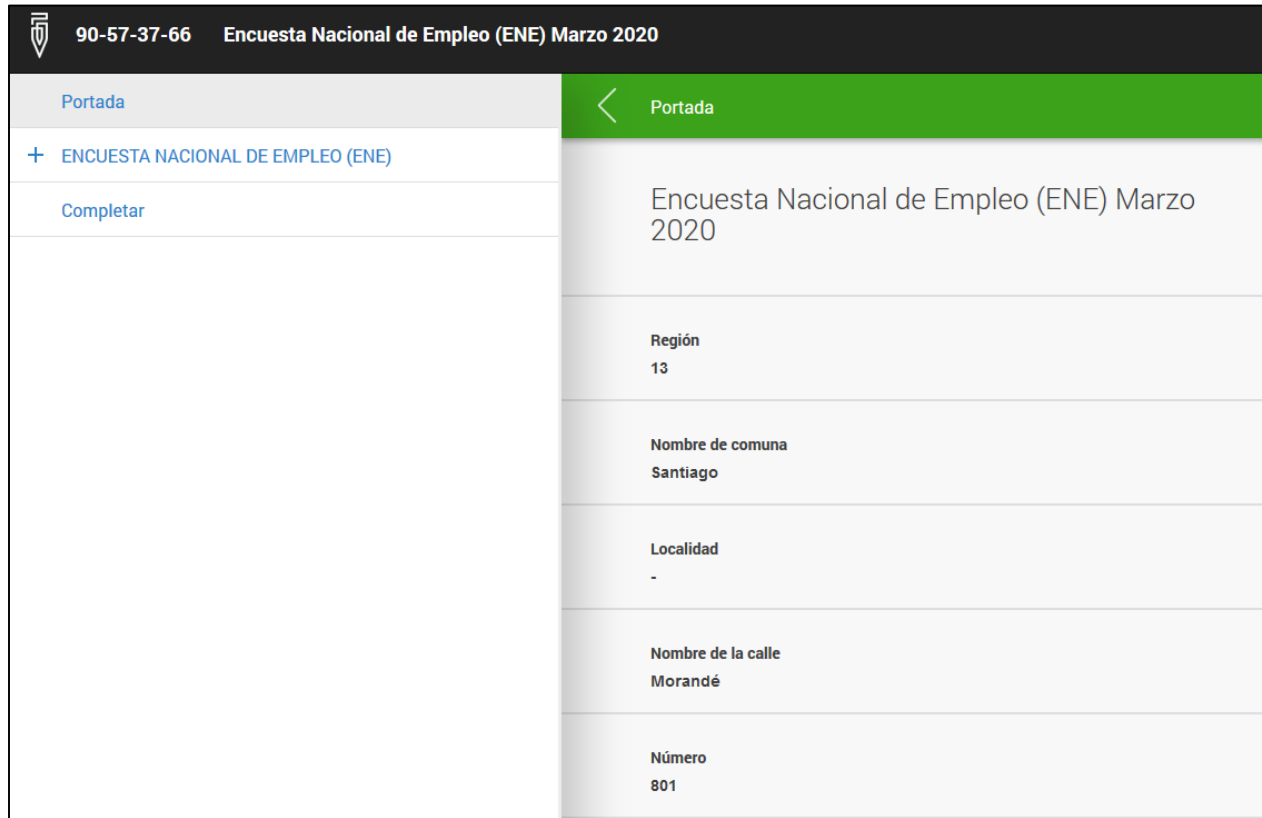 90-57-37-66 Encuesta Nacional de Empleo (ENE) Marzo 2020
Portada
+ ENCUESTA NACIONAL DE EMPLEO (ENE)
Completar
Portada
Encuesta Nacional de Empleo (ENE) Marzo
2020
Región
13
Nombre de comuna
Santiago
Localidad
-
Nombre de la calle
Morandé
Número
801